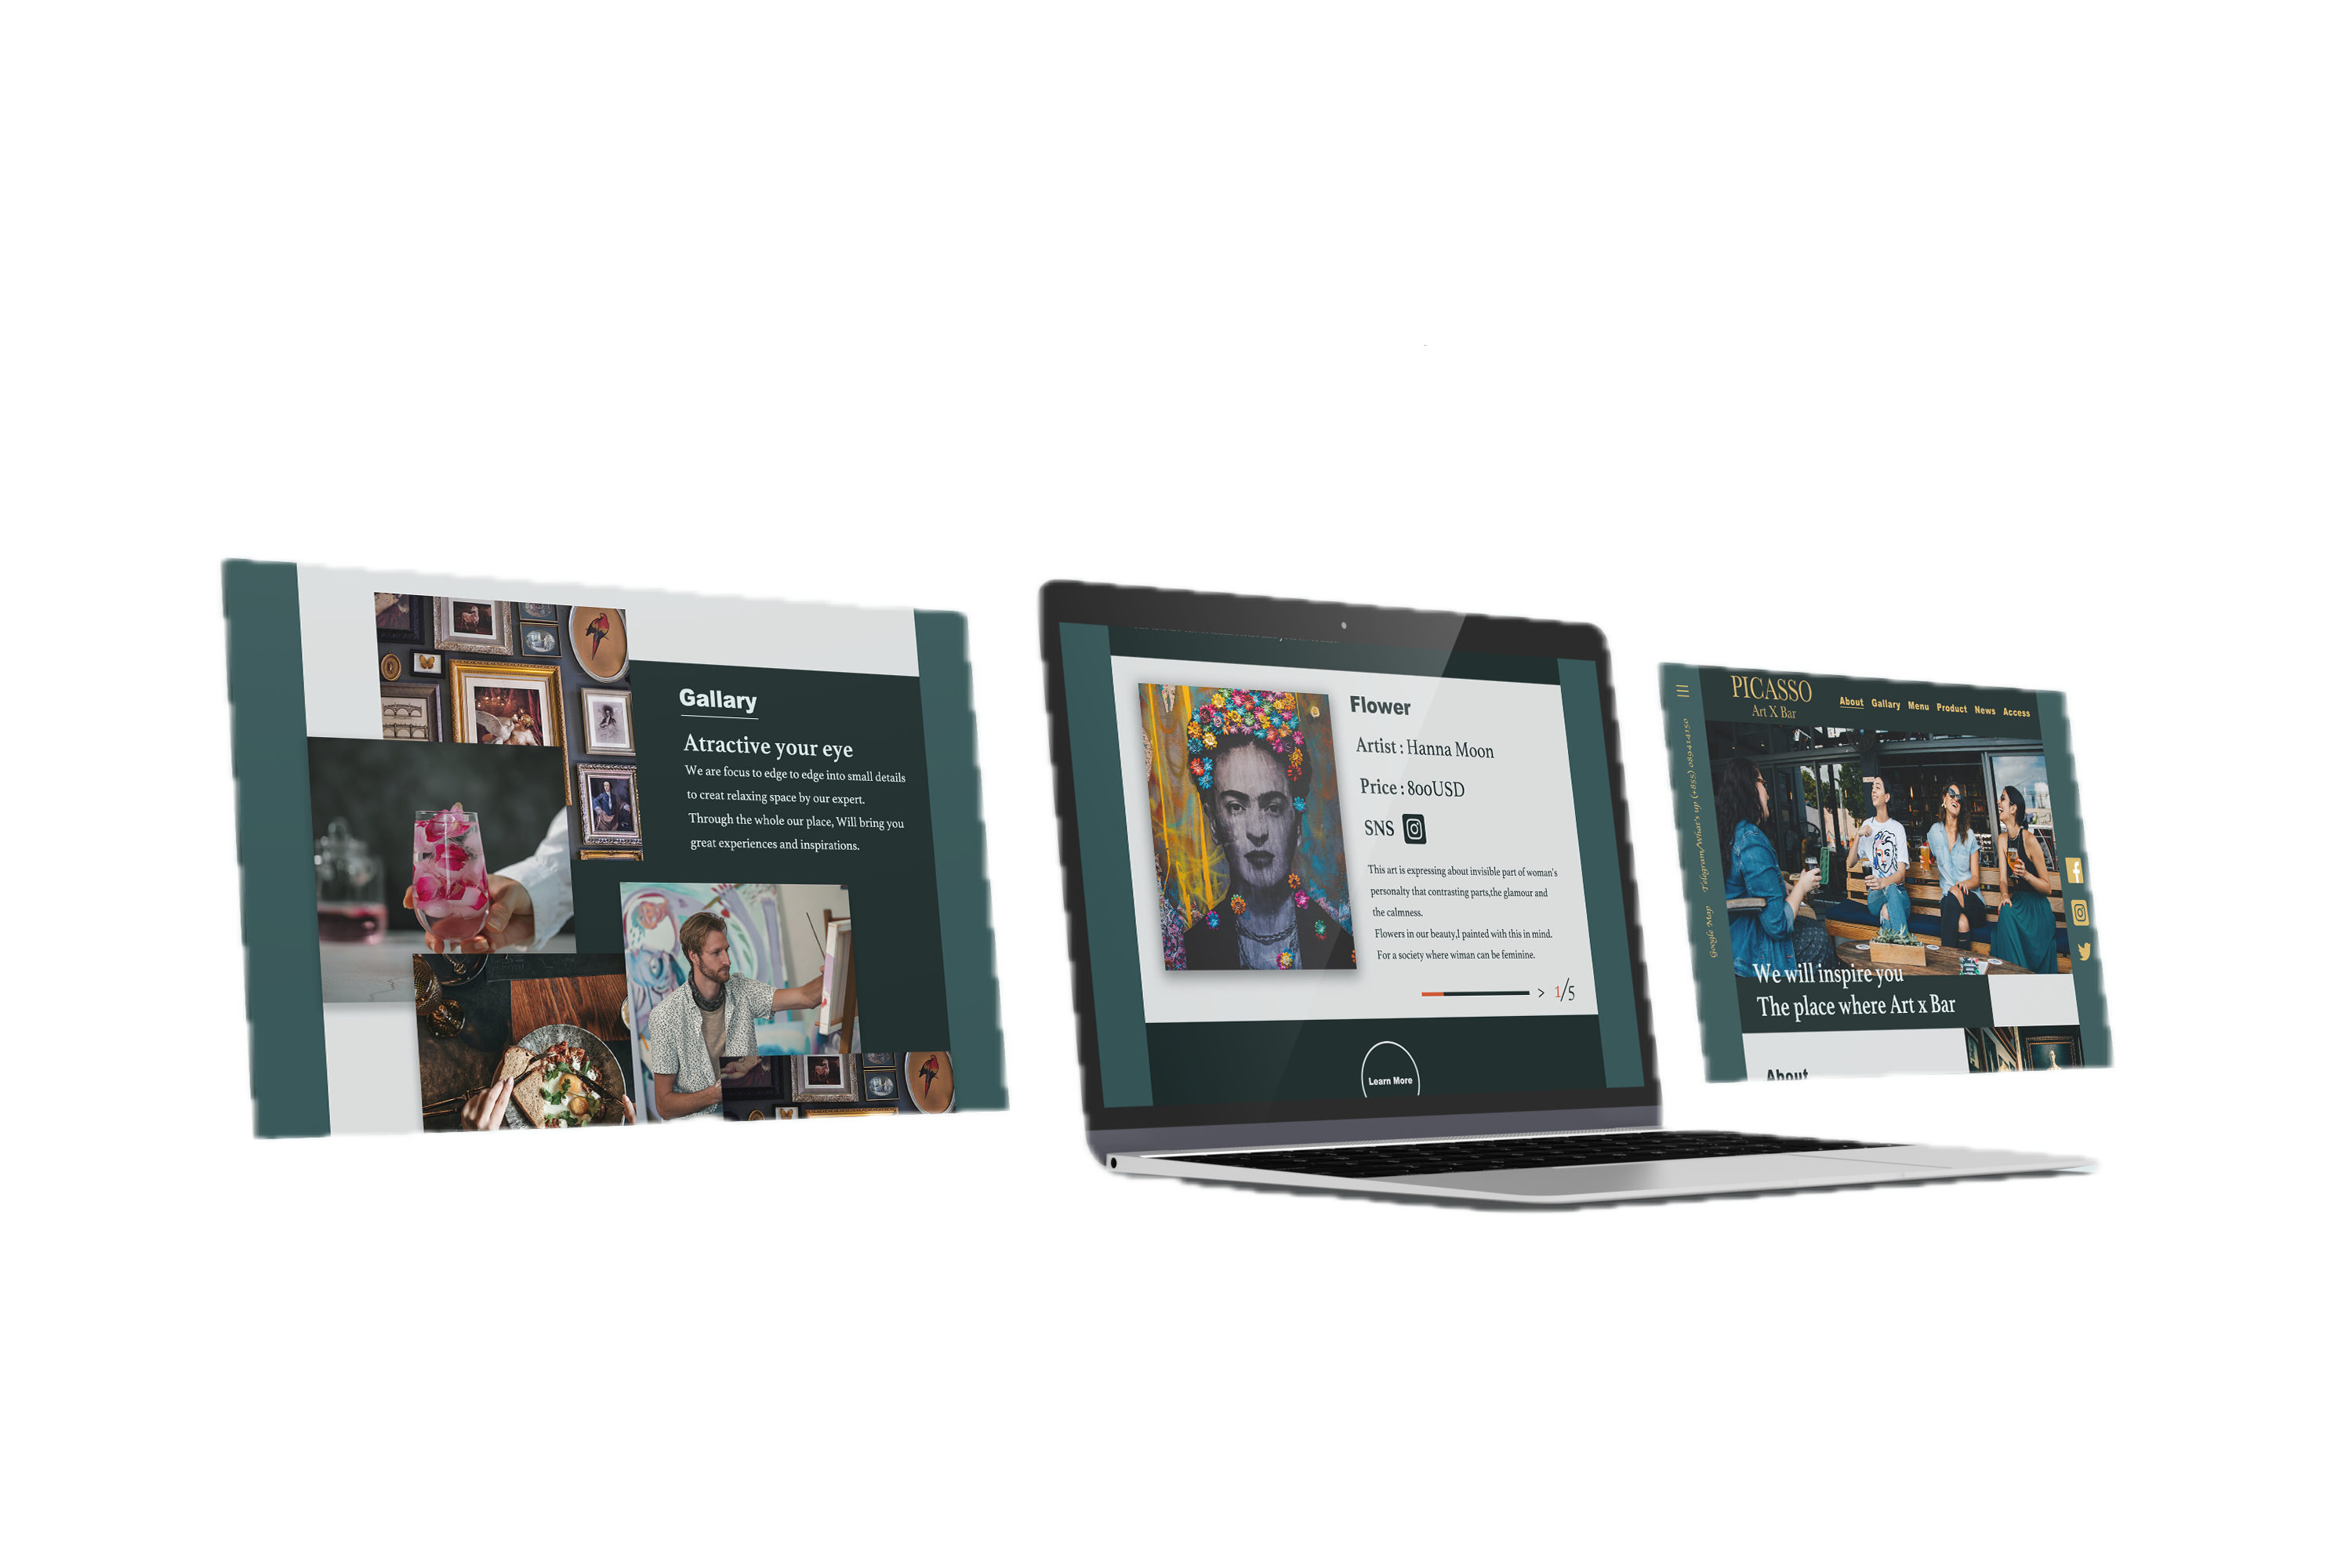 Gallary
Atractive your eye
We are focus to edge to edge into small details
to creat relaxing space by our expert.
Through the whole our place, Will bring you
great experiences and inspirations.
Flower
Artist : Hanna Moon
Price : 800USD
SNS
This art is expressing about invisible part of woman's
personality that contrasting parts,the glamour and
the calmness.
Flowers in our beauty,I painted with this in mind.
For a society where wiman can be feminine.
> 1/5
Learn More
PICASSO
Art X Bar
About Gallary Menu Product News Access
Google Map Telegram/What's up (+855) 089414150
We will inspire you
The place where Art x Bar
About